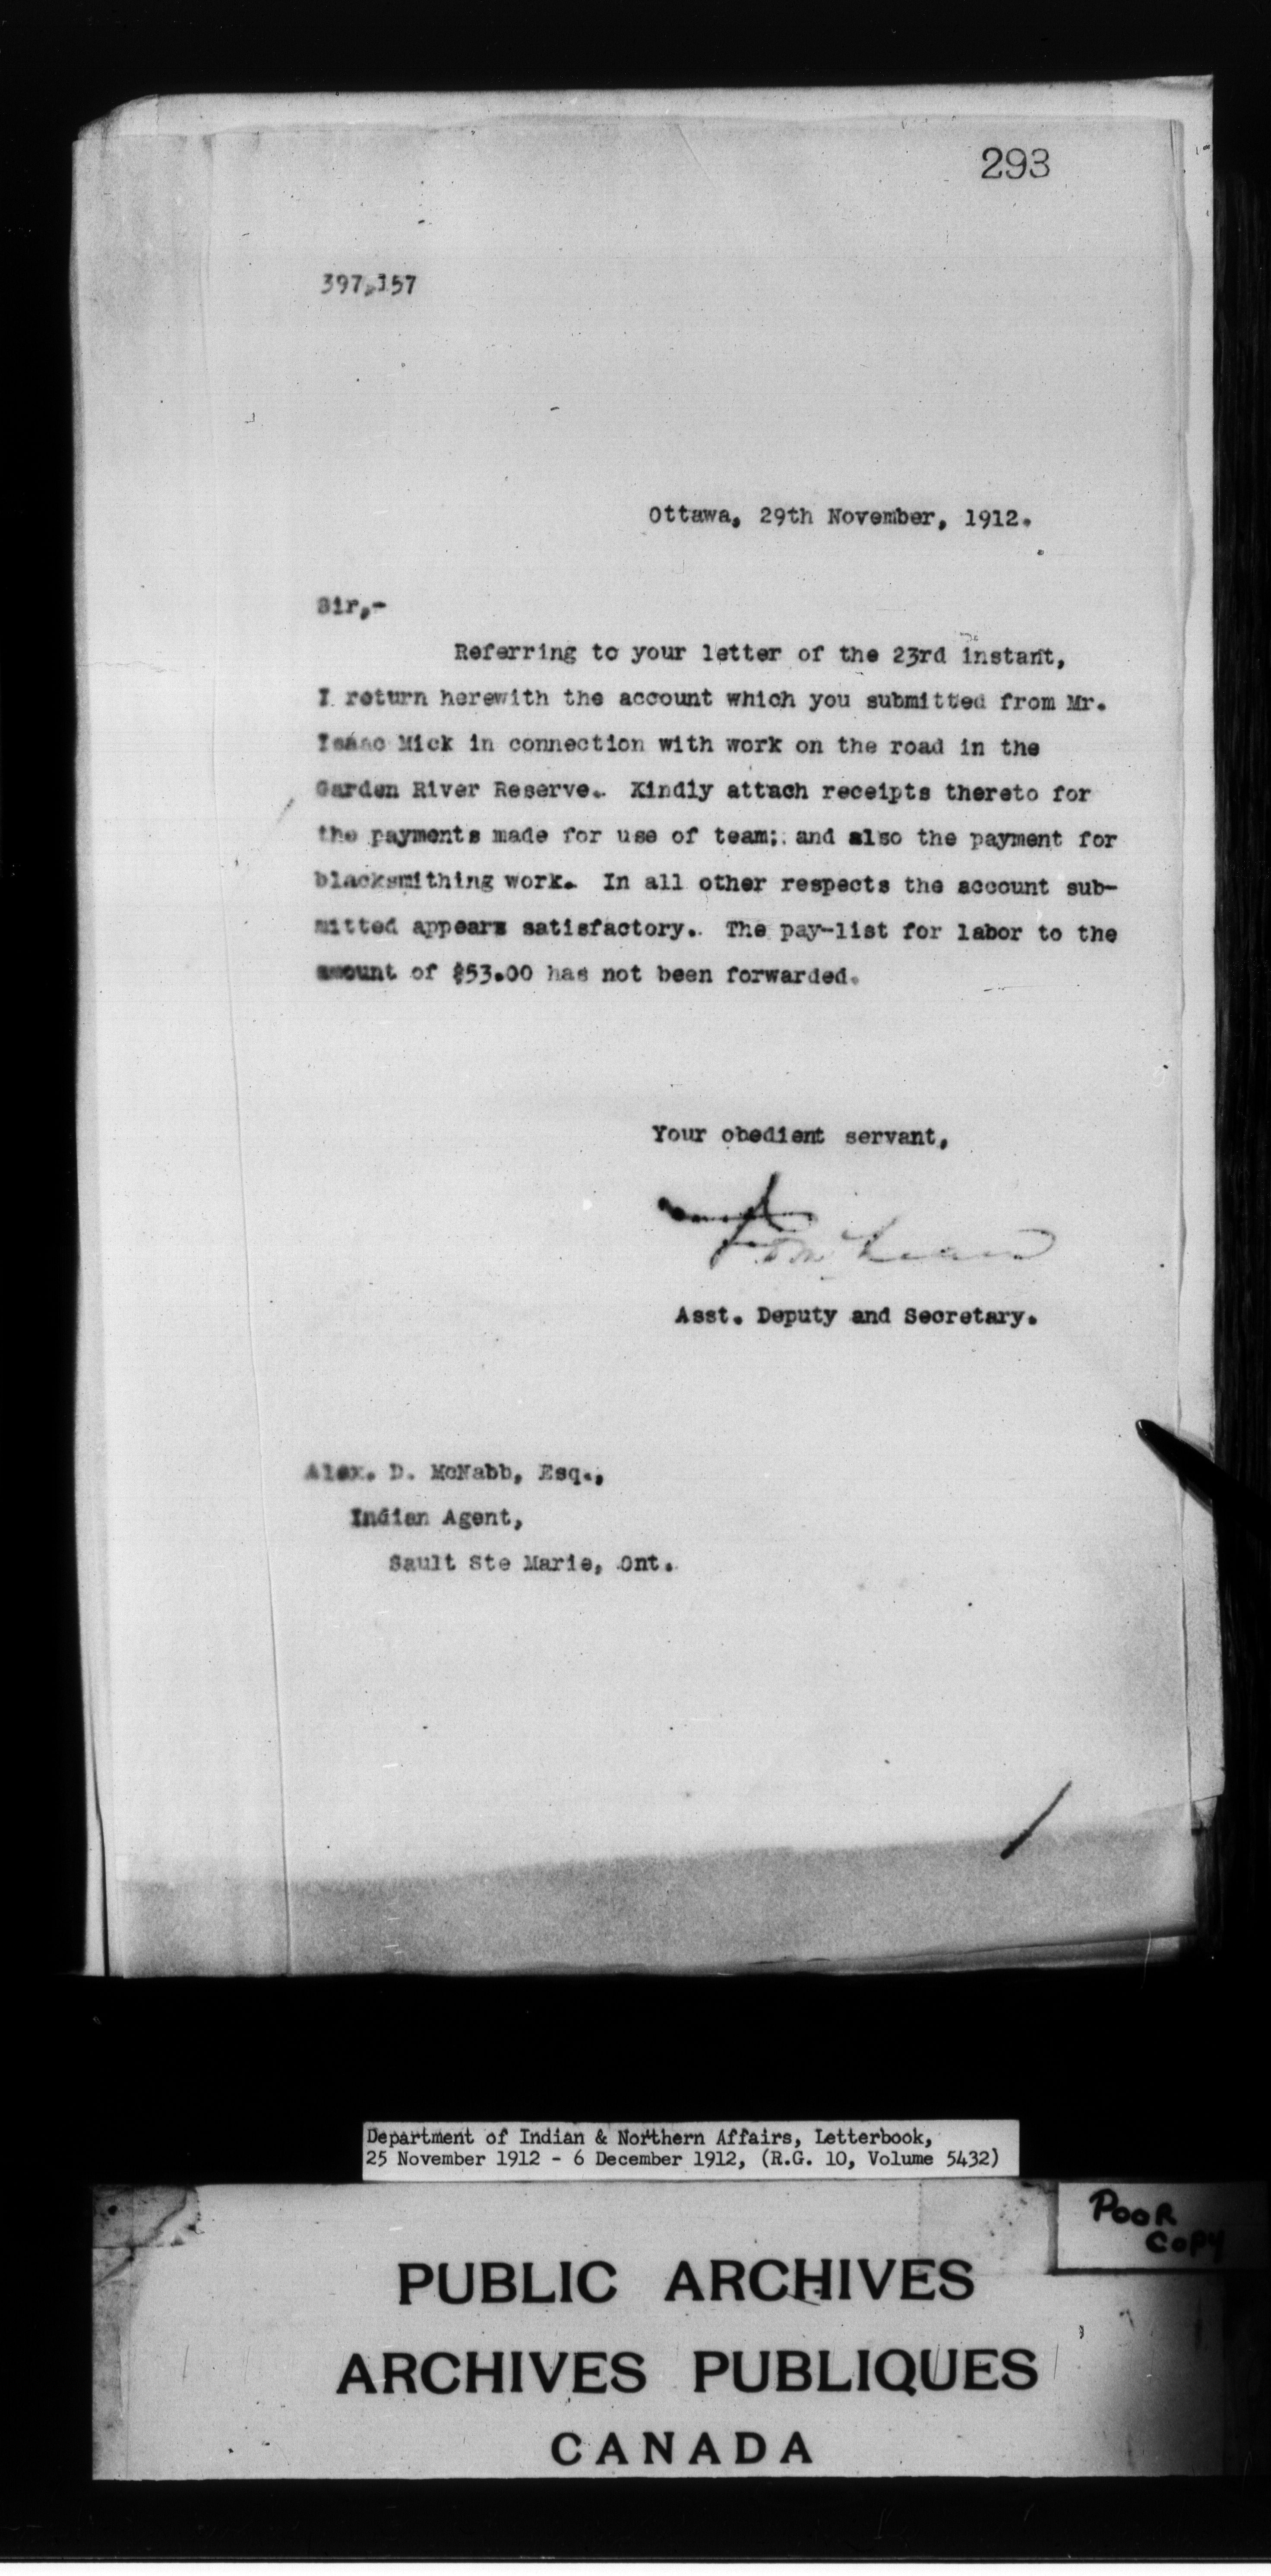 293
397,157
Ottawa, 29th November, 1912.
Sir,-
Referring to your letter of the 23rd instant,
I return herewith the account which you submitted from Mr.
Isaac Mick in connection with work on the road in the
Garden River Reserve. Kindly attach receipts thereto for
the payments made for use of team; and also the payment for
blacksmithing work. In all other respects the account sub-
mitted appears satisfactory. The pay-list for labor to the
amount of $53.00 has not been forwarded.
Your obedient servant,
Asst. Deputy and Secretary.
Alex. D. McNabb, Esq.,
Indian Agent,
Sault Ste Marie, Ont.
Department of Indian & Northern Affairs, Letterbook,
25 November 1912 - 6 December 1912, (R.G. 10, Volume 5432)
POOR
COPY
PUBLIC ARCHIVES
ARCHIVES PUBLIQUES
CANADA